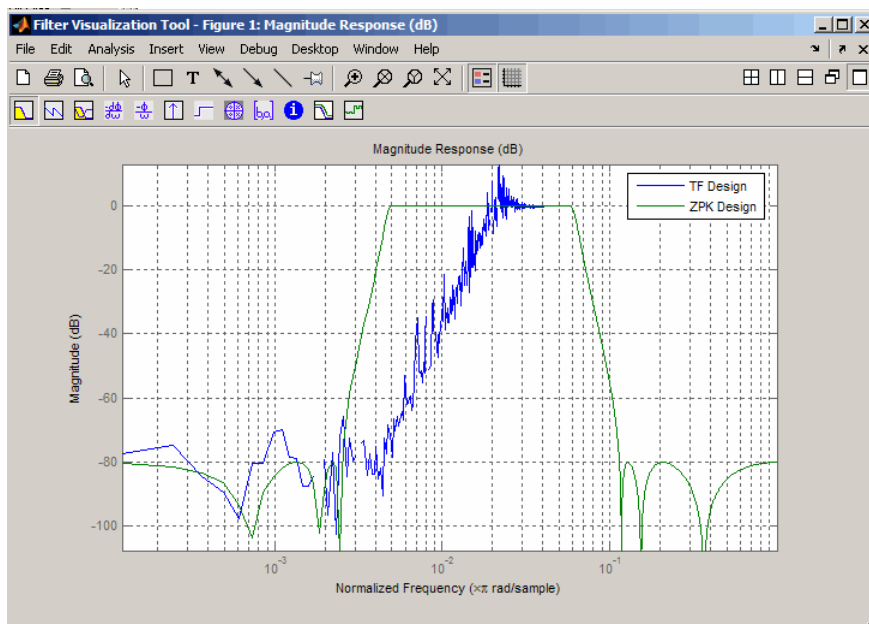 Filter Visualization Tool - Figure 1: Magnitude Response (dB)
File Edit Analysis Insert View Debug Desktop Window Help
T
[b,a]
i
Magnitude Response (dB)
TF Design
ZPK Design
0
-20
-40
-60
-80
-100
Magnitude (dB)
10^-3
10^-2
10^-1
Normalized Frequency (×π rad/sample)